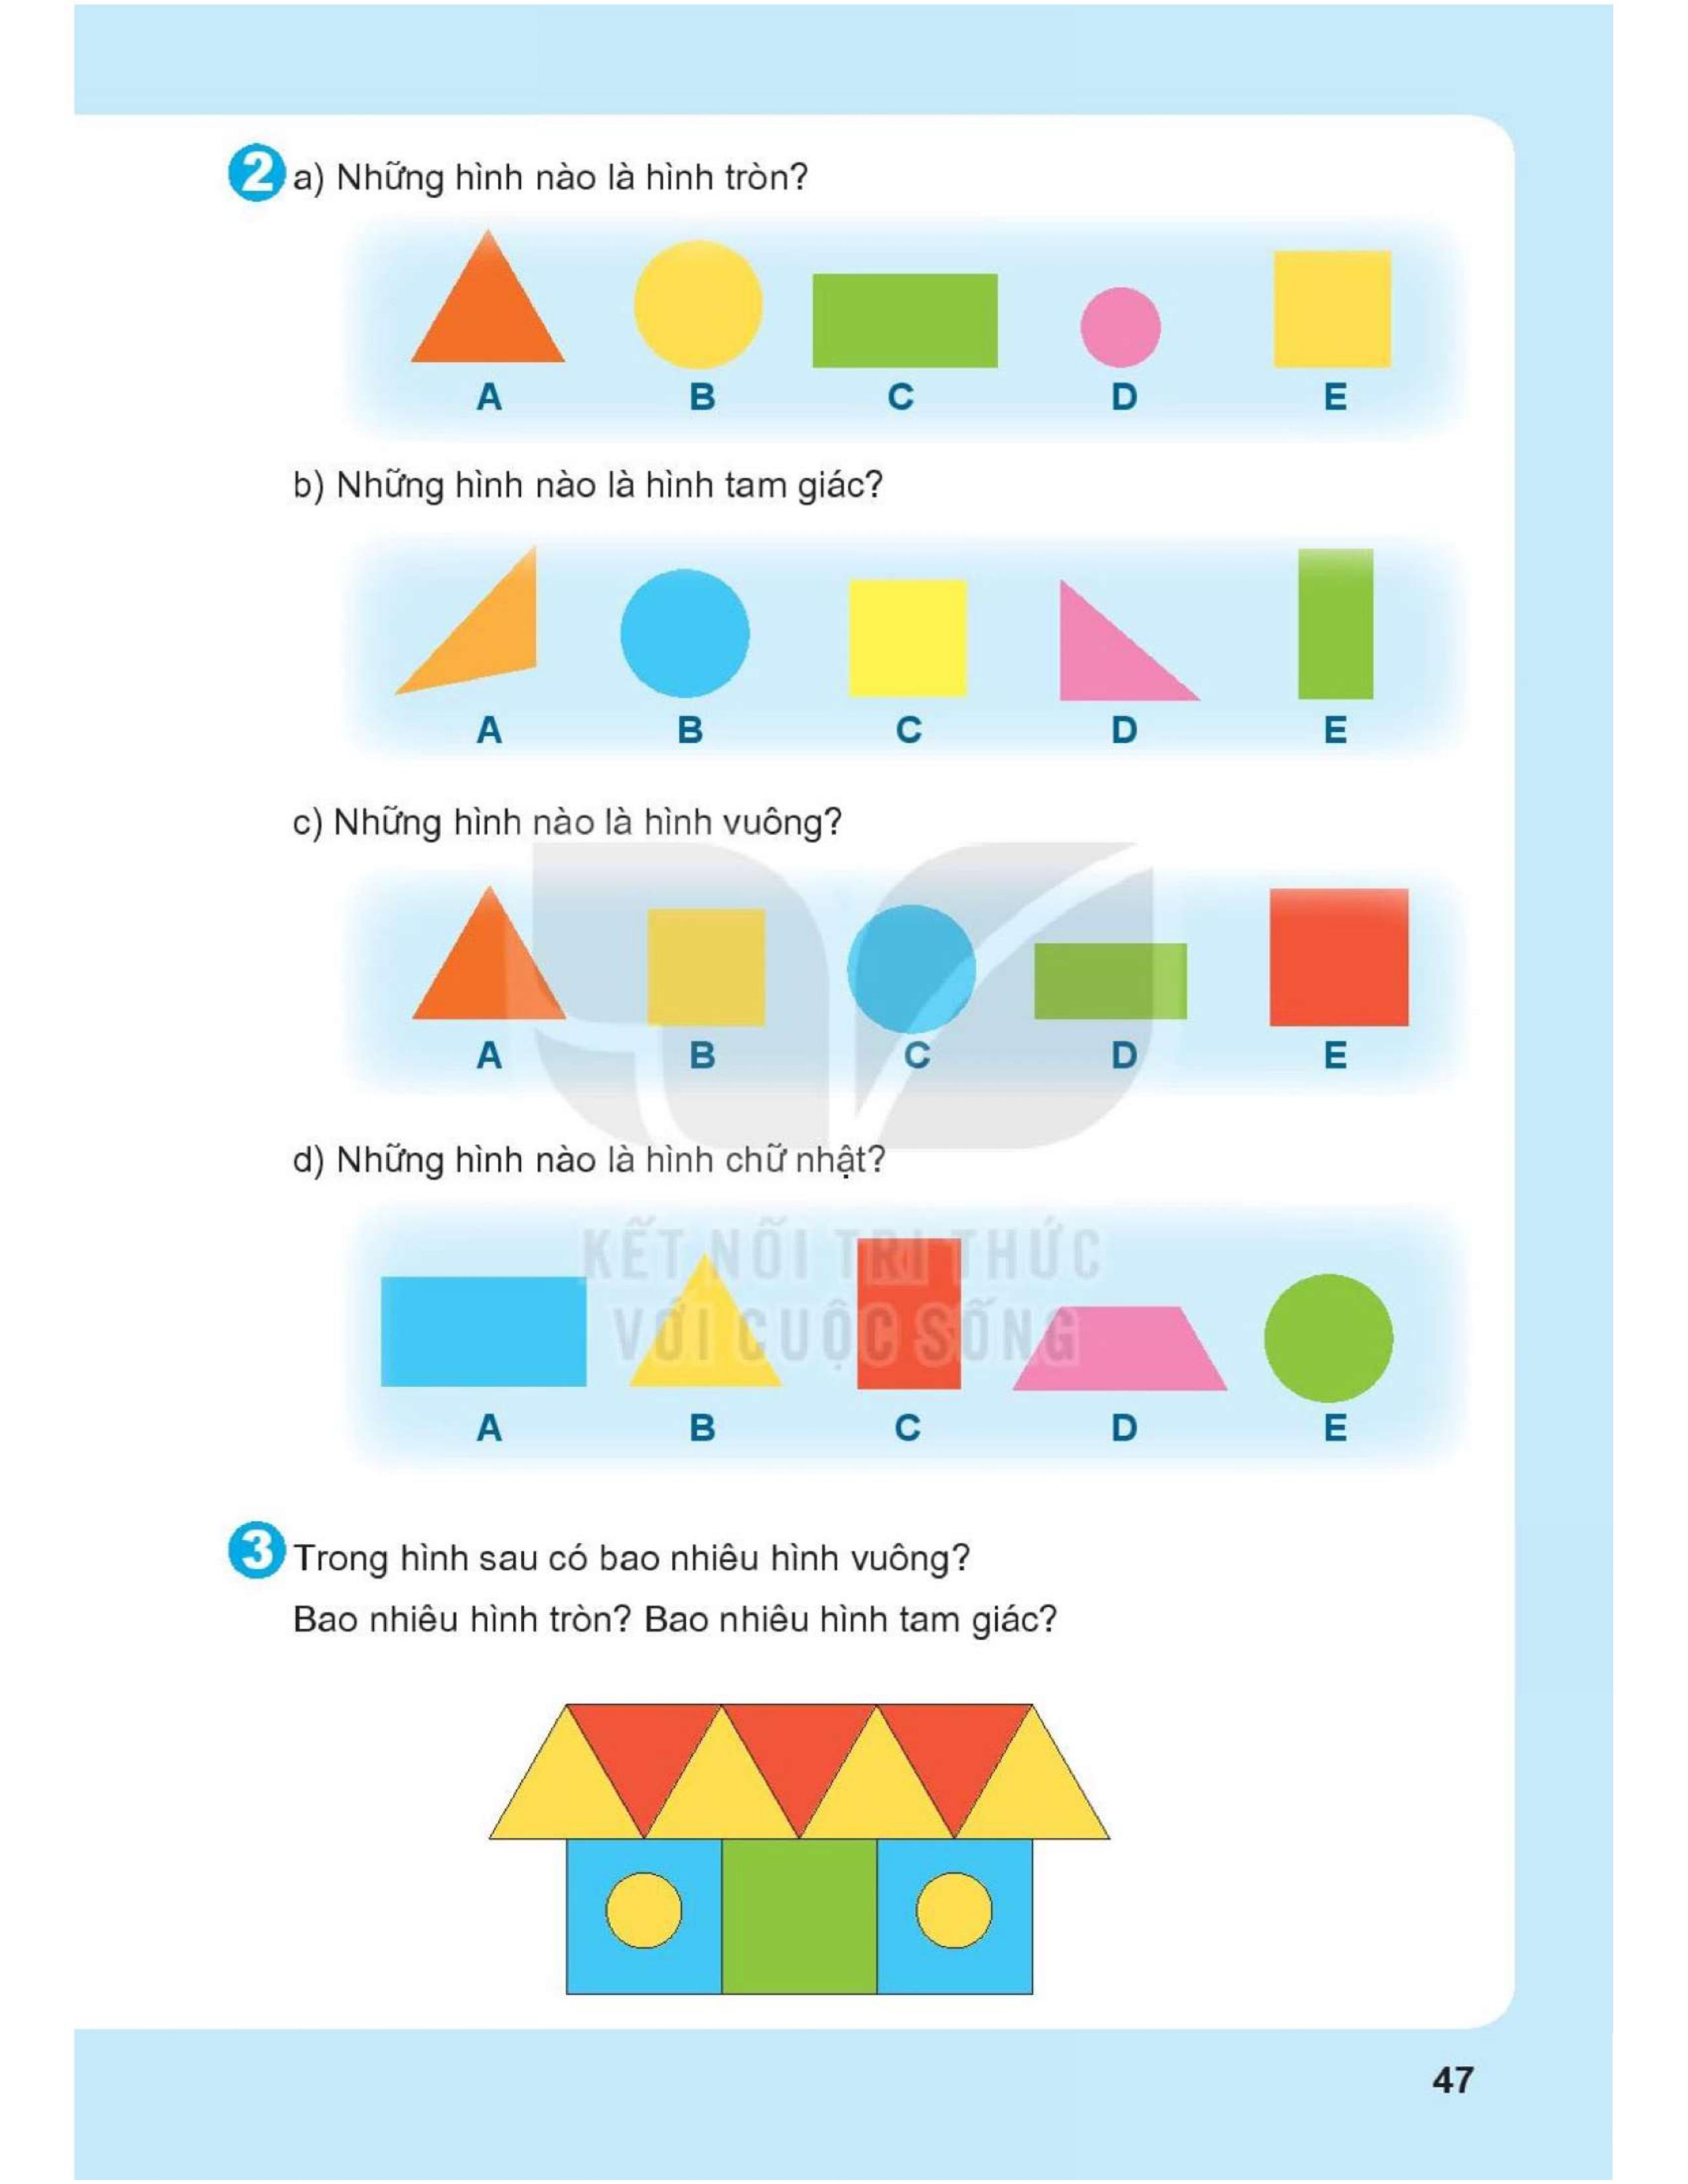 2 a) Những hình nào là hình tròn?
A B C D E
b) Những hình nào là hình tam giác?
A B C D E
c) Những hình nào là hình vuông?
A B C D E
d) Những hình nào là hình chữ nhật?
KẾT NỐI TRI THỨC
VỚI CUỘC SỐNG
A B C D E
3 Trong hình sau có bao nhiêu hình vuông?
Bao nhiêu hình tròn? Bao nhiêu hình tam giác?
47